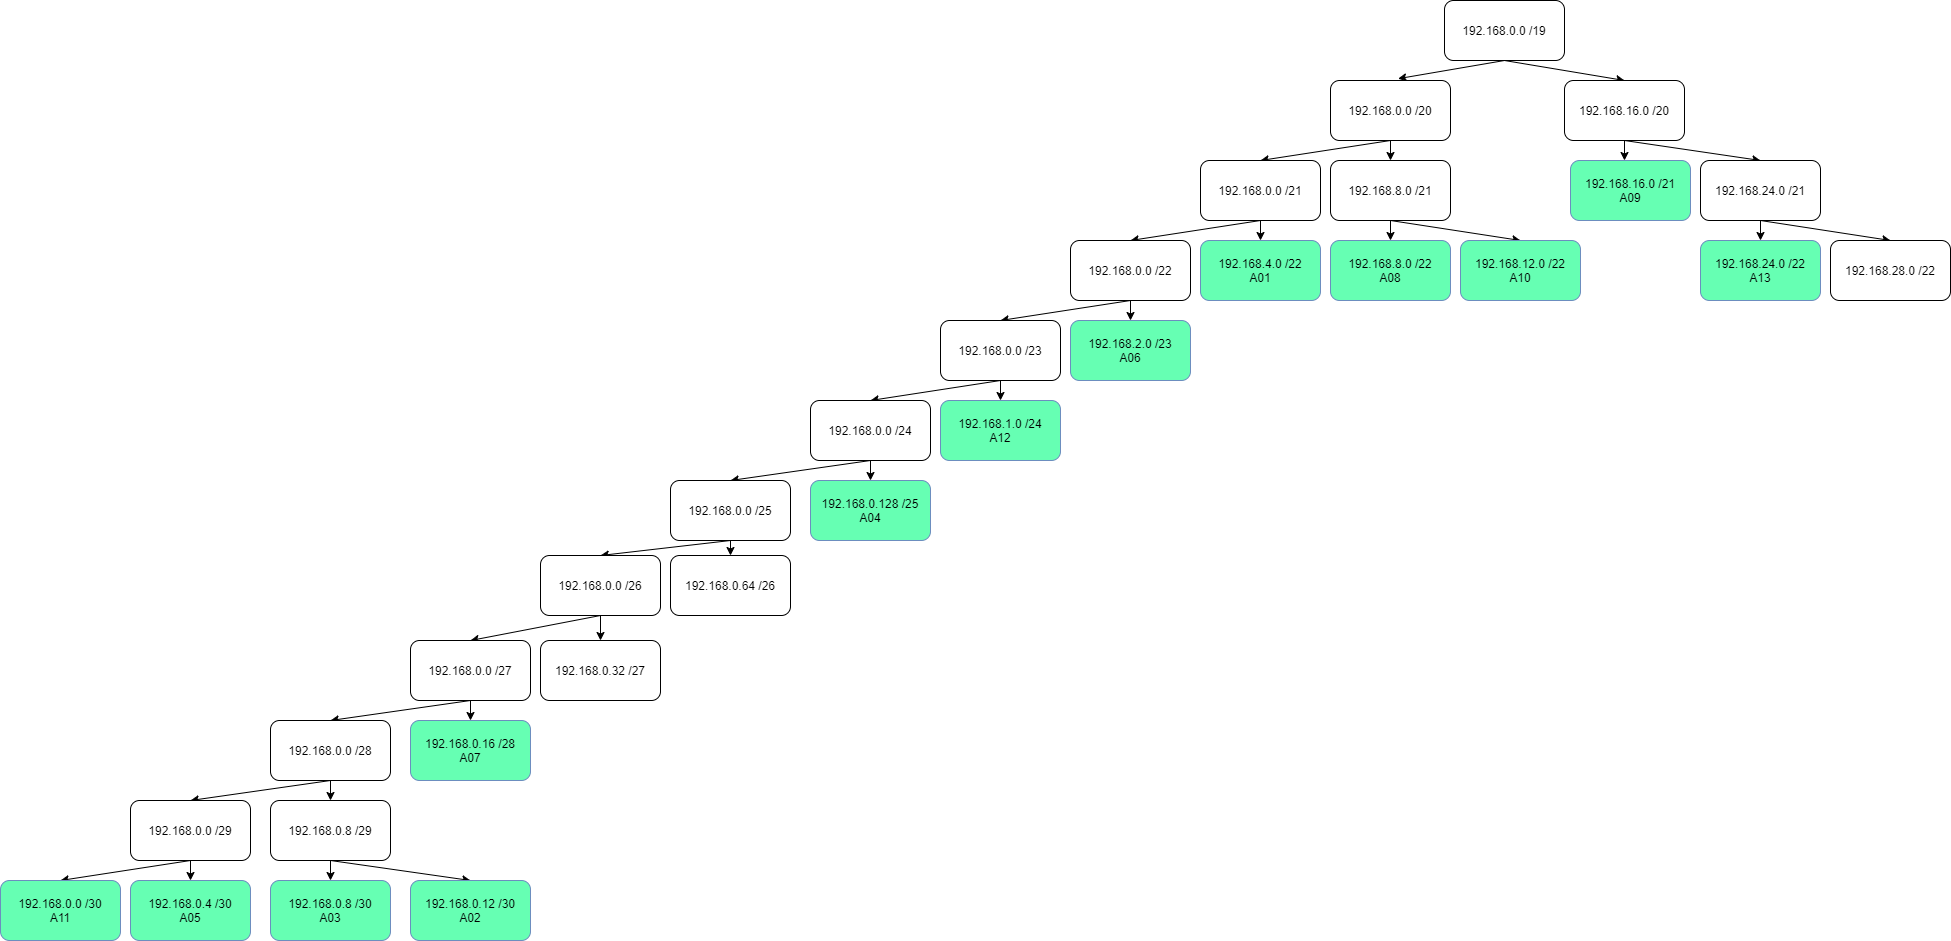 192.168.0.0 /19
192.168.0.0 /20
192.168.16.0 /20
192.168.0.0 /21
192.168.8.0 /21
192.168.16.0 /21
A09
192.168.24.0 /21
192.168.0.0 /22
192.168.4.0 /22
A01
192.168.8.0 /22
A08
192.168.12.0 /22
A10
192.168.24.0 /22
A13
192.168.28.0 /22
192.168.0.0 /23
192.168.2.0 /23
A06
192.168.0.0 /24
192.168.1.0 /24
A12
192.168.0.0 /25
192.168.0.128 /25
A04
192.168.0.0 /26
192.168.0.64 /26
192.168.0.0 /27
192.168.0.32 /27
192.168.0.0 /28
192.168.0.16 /28
A07
192.168.0.0 /29
192.168.0.8 /29
192.168.0.0 /30
A11
192.168.0.4 /30
A05
192.168.0.8 /30
A03
192.168.0.12 /30
A02